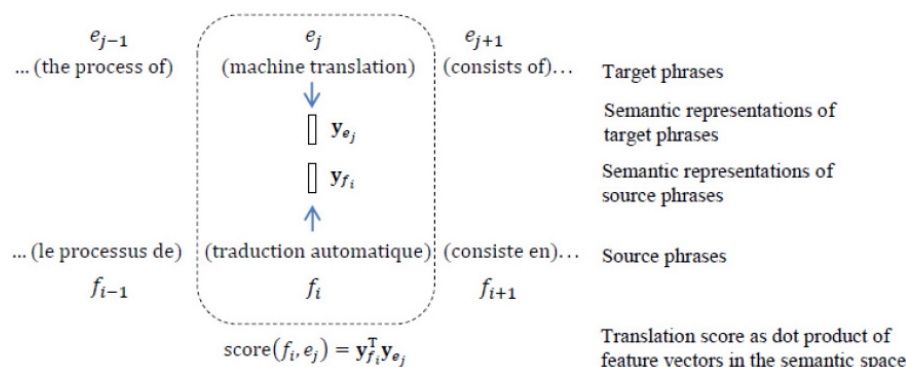 e_{j-1} e_j e_{j+1}
... (the process of) (machine translation) (consists of)... Target phrases
Semantic representations of
target phrases
y_{e_j}
y_{f_i}
Semantic representations of
source phrases
... (le processus de) (traduction automatique) (consiste en)... Source phrases
f_{i-1} f_i f_{i+1}
score(f_i, e_j) = y_{f_i}^T y_{e_j}
Translation score as dot product of
feature vectors in the semantic space